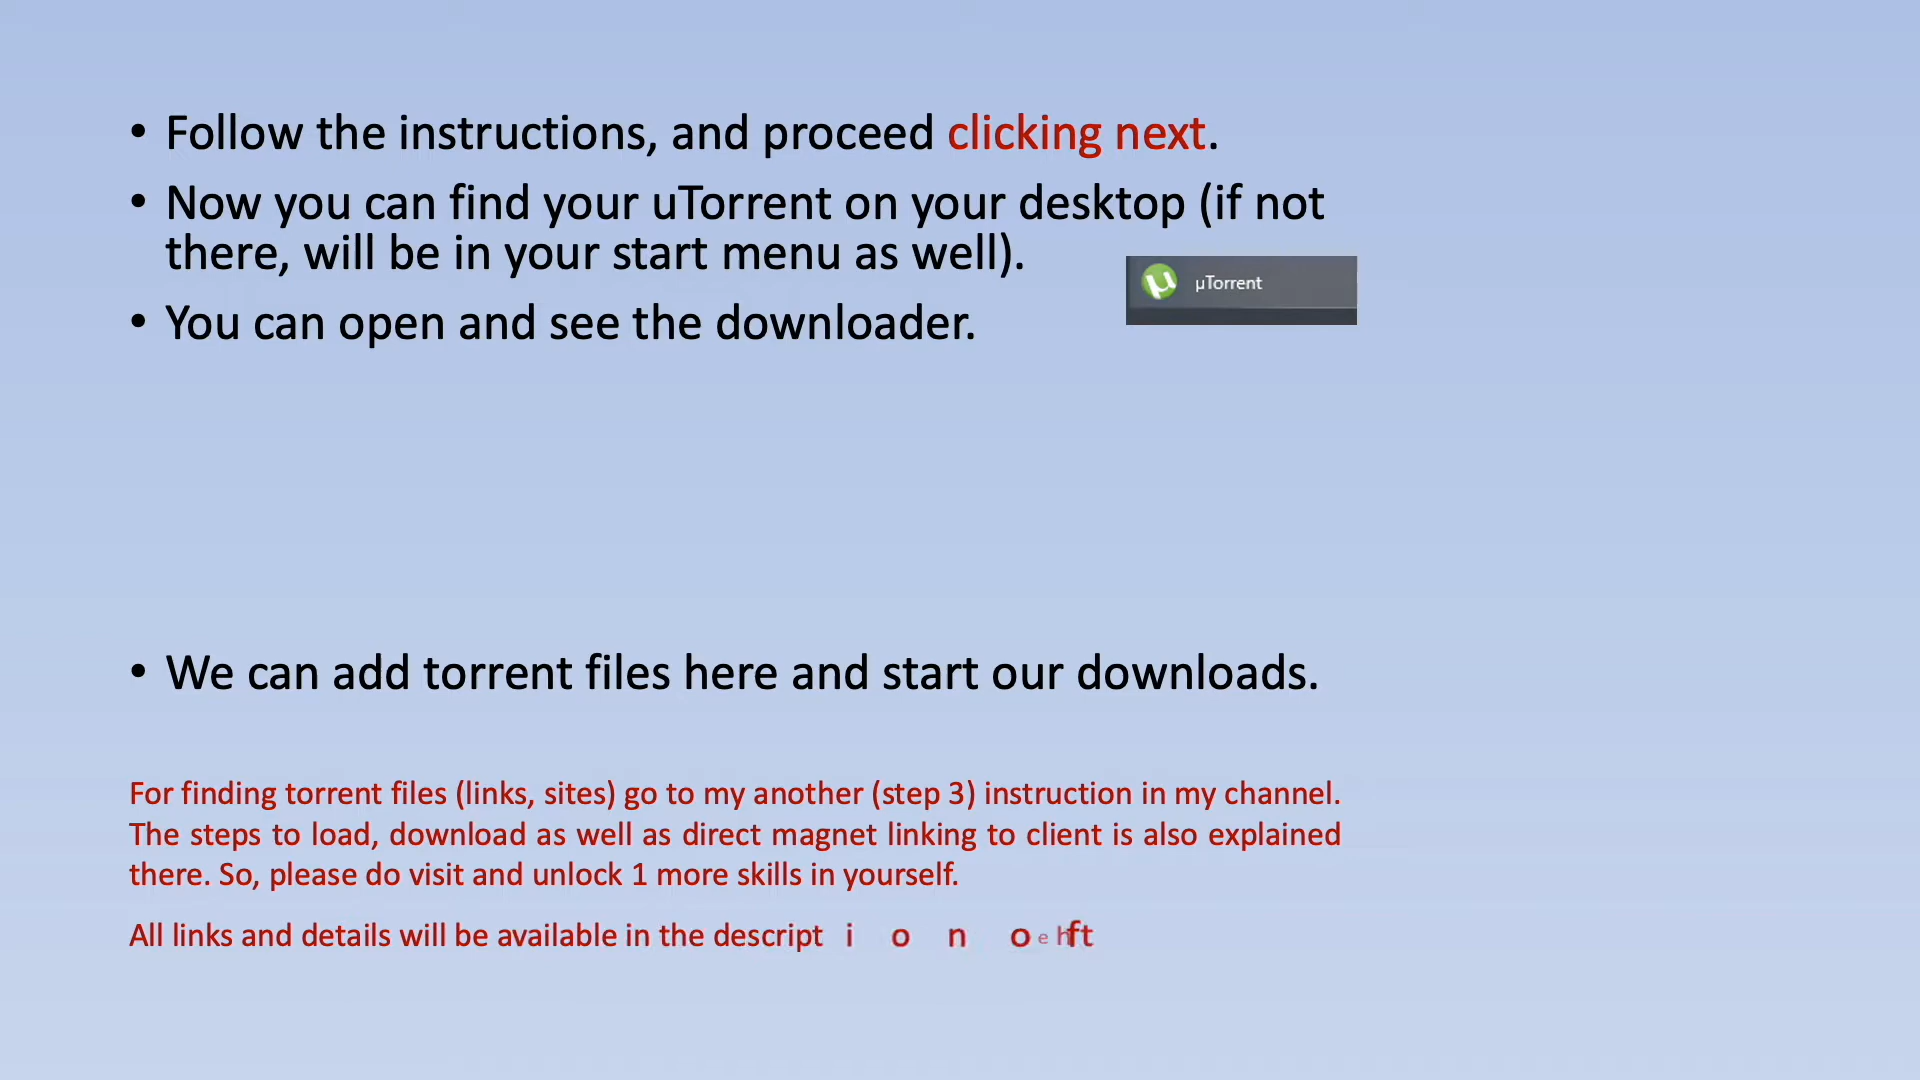 • Follow the instructions, and proceed clicking next.
• Now you can find your uTorrent on your desktop (if not
there, will be in your start menu as well).
µTorrent
• You can open and see the downloader.
• We can add torrent files here and start our downloads.
For finding torrent files (links, sites) go to my another (step 3) instruction in my channel.
The steps to load, download as well as direct magnet linking to client is also explained
there. So, please do visit and unlock 1 more skills in yourself.
All links and details will be available in the description